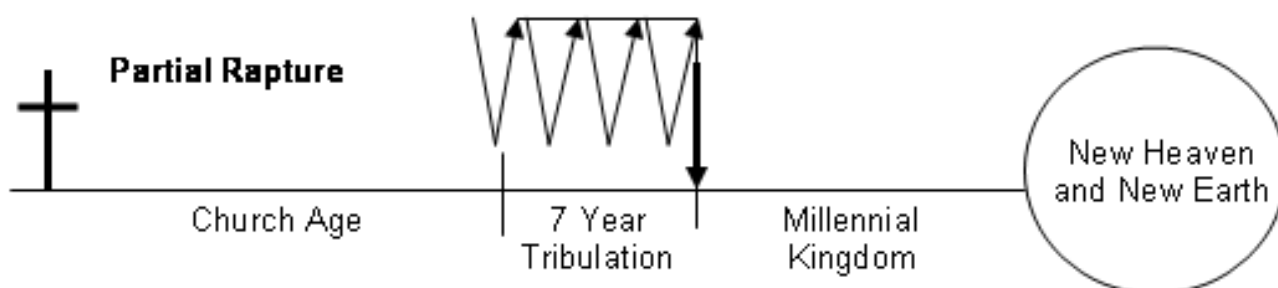 Partial Rapture
Church Age
7 Year
Tribulation
Millennial
Kingdom
New Heaven
and New Earth